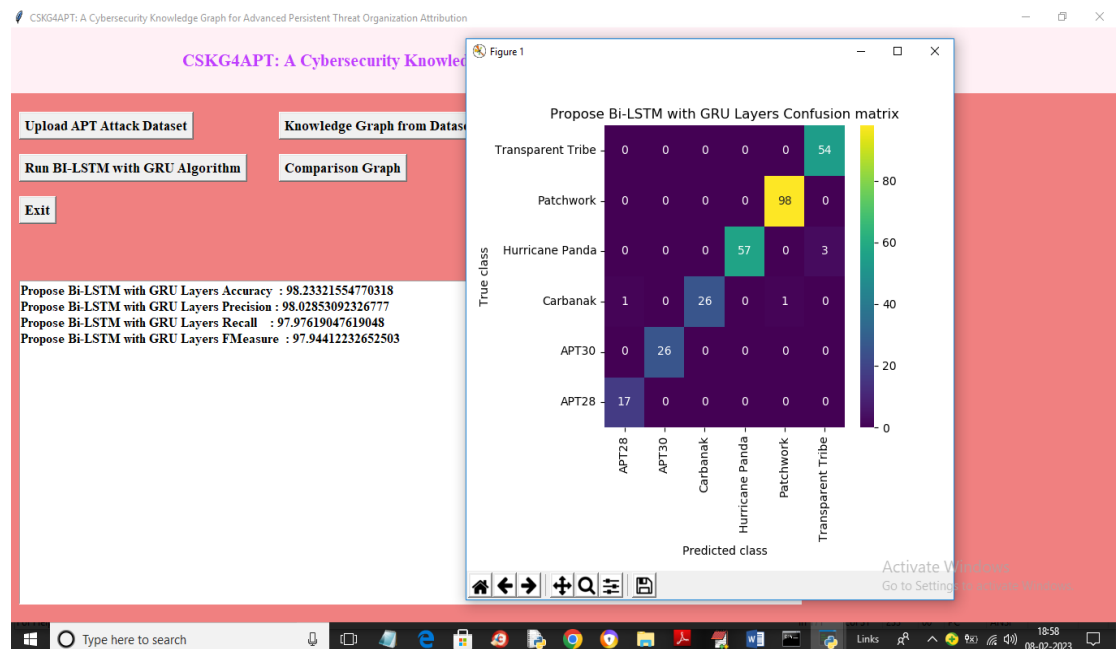 CSKG4APT: A Cybersecurity Knowledge Graph for Advanced Persistent Threat Organization Attribution
CSKG4APT: A Cybersecurity Knowled
Upload APT Attack Dataset
Knowledge Graph from Datase
Run BI-LSTM with GRU Algorithm
Comparison Graph
Exit
Propose Bi-LSTM with GRU Layers Accuracy : 98.23321554770318
Propose Bi-LSTM with GRU Layers Precision : 98.02853092326777
Propose Bi-LSTM with GRU Layers Recall : 97.97619047619048
Propose Bi-LSTM with GRU Layers FMeasure : 97.94412232652503
Figure 1
Propose Bi-LSTM with GRU Layers Confusion matrix
True class
Transparent Tribe 0 0 0 0 0 54
Patchwork 0 0 0 0 98 0
Hurricane Panda 0 0 0 57 0 3
Carbanak 1 0 26 0 1 0
APT30 0 26 0 0 0 0
APT28 17 0 0 0 0 0
APT28
APT30
Carbanak
Hurricane Panda
Patchwork
Transparent Tribe
Predicted class
80
60
40
20
0
Activate Windows
Go to Setting
Type here to search
Links
18:58
08-02-2023